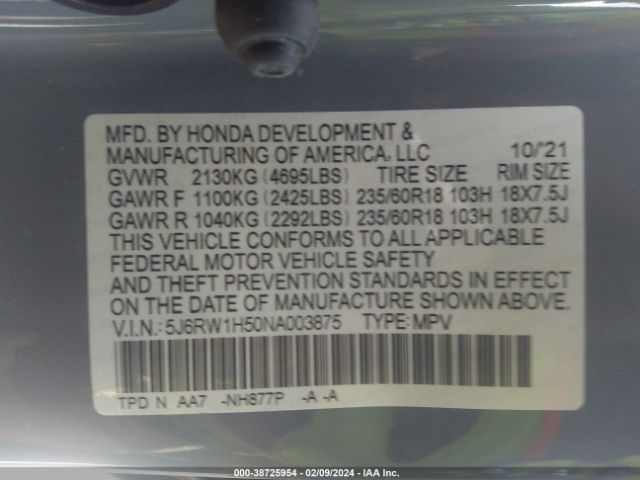 MFD. BY HONDA DEVELOPMENT &
MANUFACTURING OF AMERICA, LLC 10/'21
GVWR 2130KG (4695LBS) TIRE SIZE RIM SIZE
GAWR F 1100KG (2425LBS) 235/60R18 103H 18X7.5J
GAWR R 1040KG (2292LBS) 235/60R18 103H 18X7.5J
THIS VEHICLE CONFORMS TO ALL APPLICABLE
FEDERAL MOTOR VEHICLE SAFETY
AND THEFT PREVENTION STANDARDS IN EFFECT
ON THE DATE OF MANUFACTURE SHOWN ABOVE.
V.I.N.: 5J6RW1H50NA003875 TYPE: MPV
TPD N AA7 -NH877P -A -A
000-38725954 - 02/09/2024 - IAA Inc.